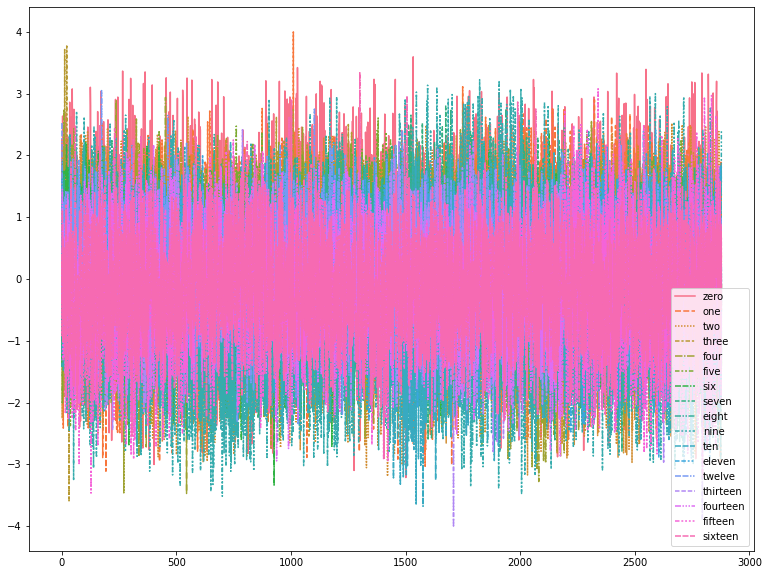 4
3
2
1
0
−1
−2
−3
−4
zero
one
two
three
four
five
six
seven
eight
nine
ten
eleven
twelve
thirteen
fourteen
fifteen
sixteen
0 500 1000 1500 2000 2500 3000